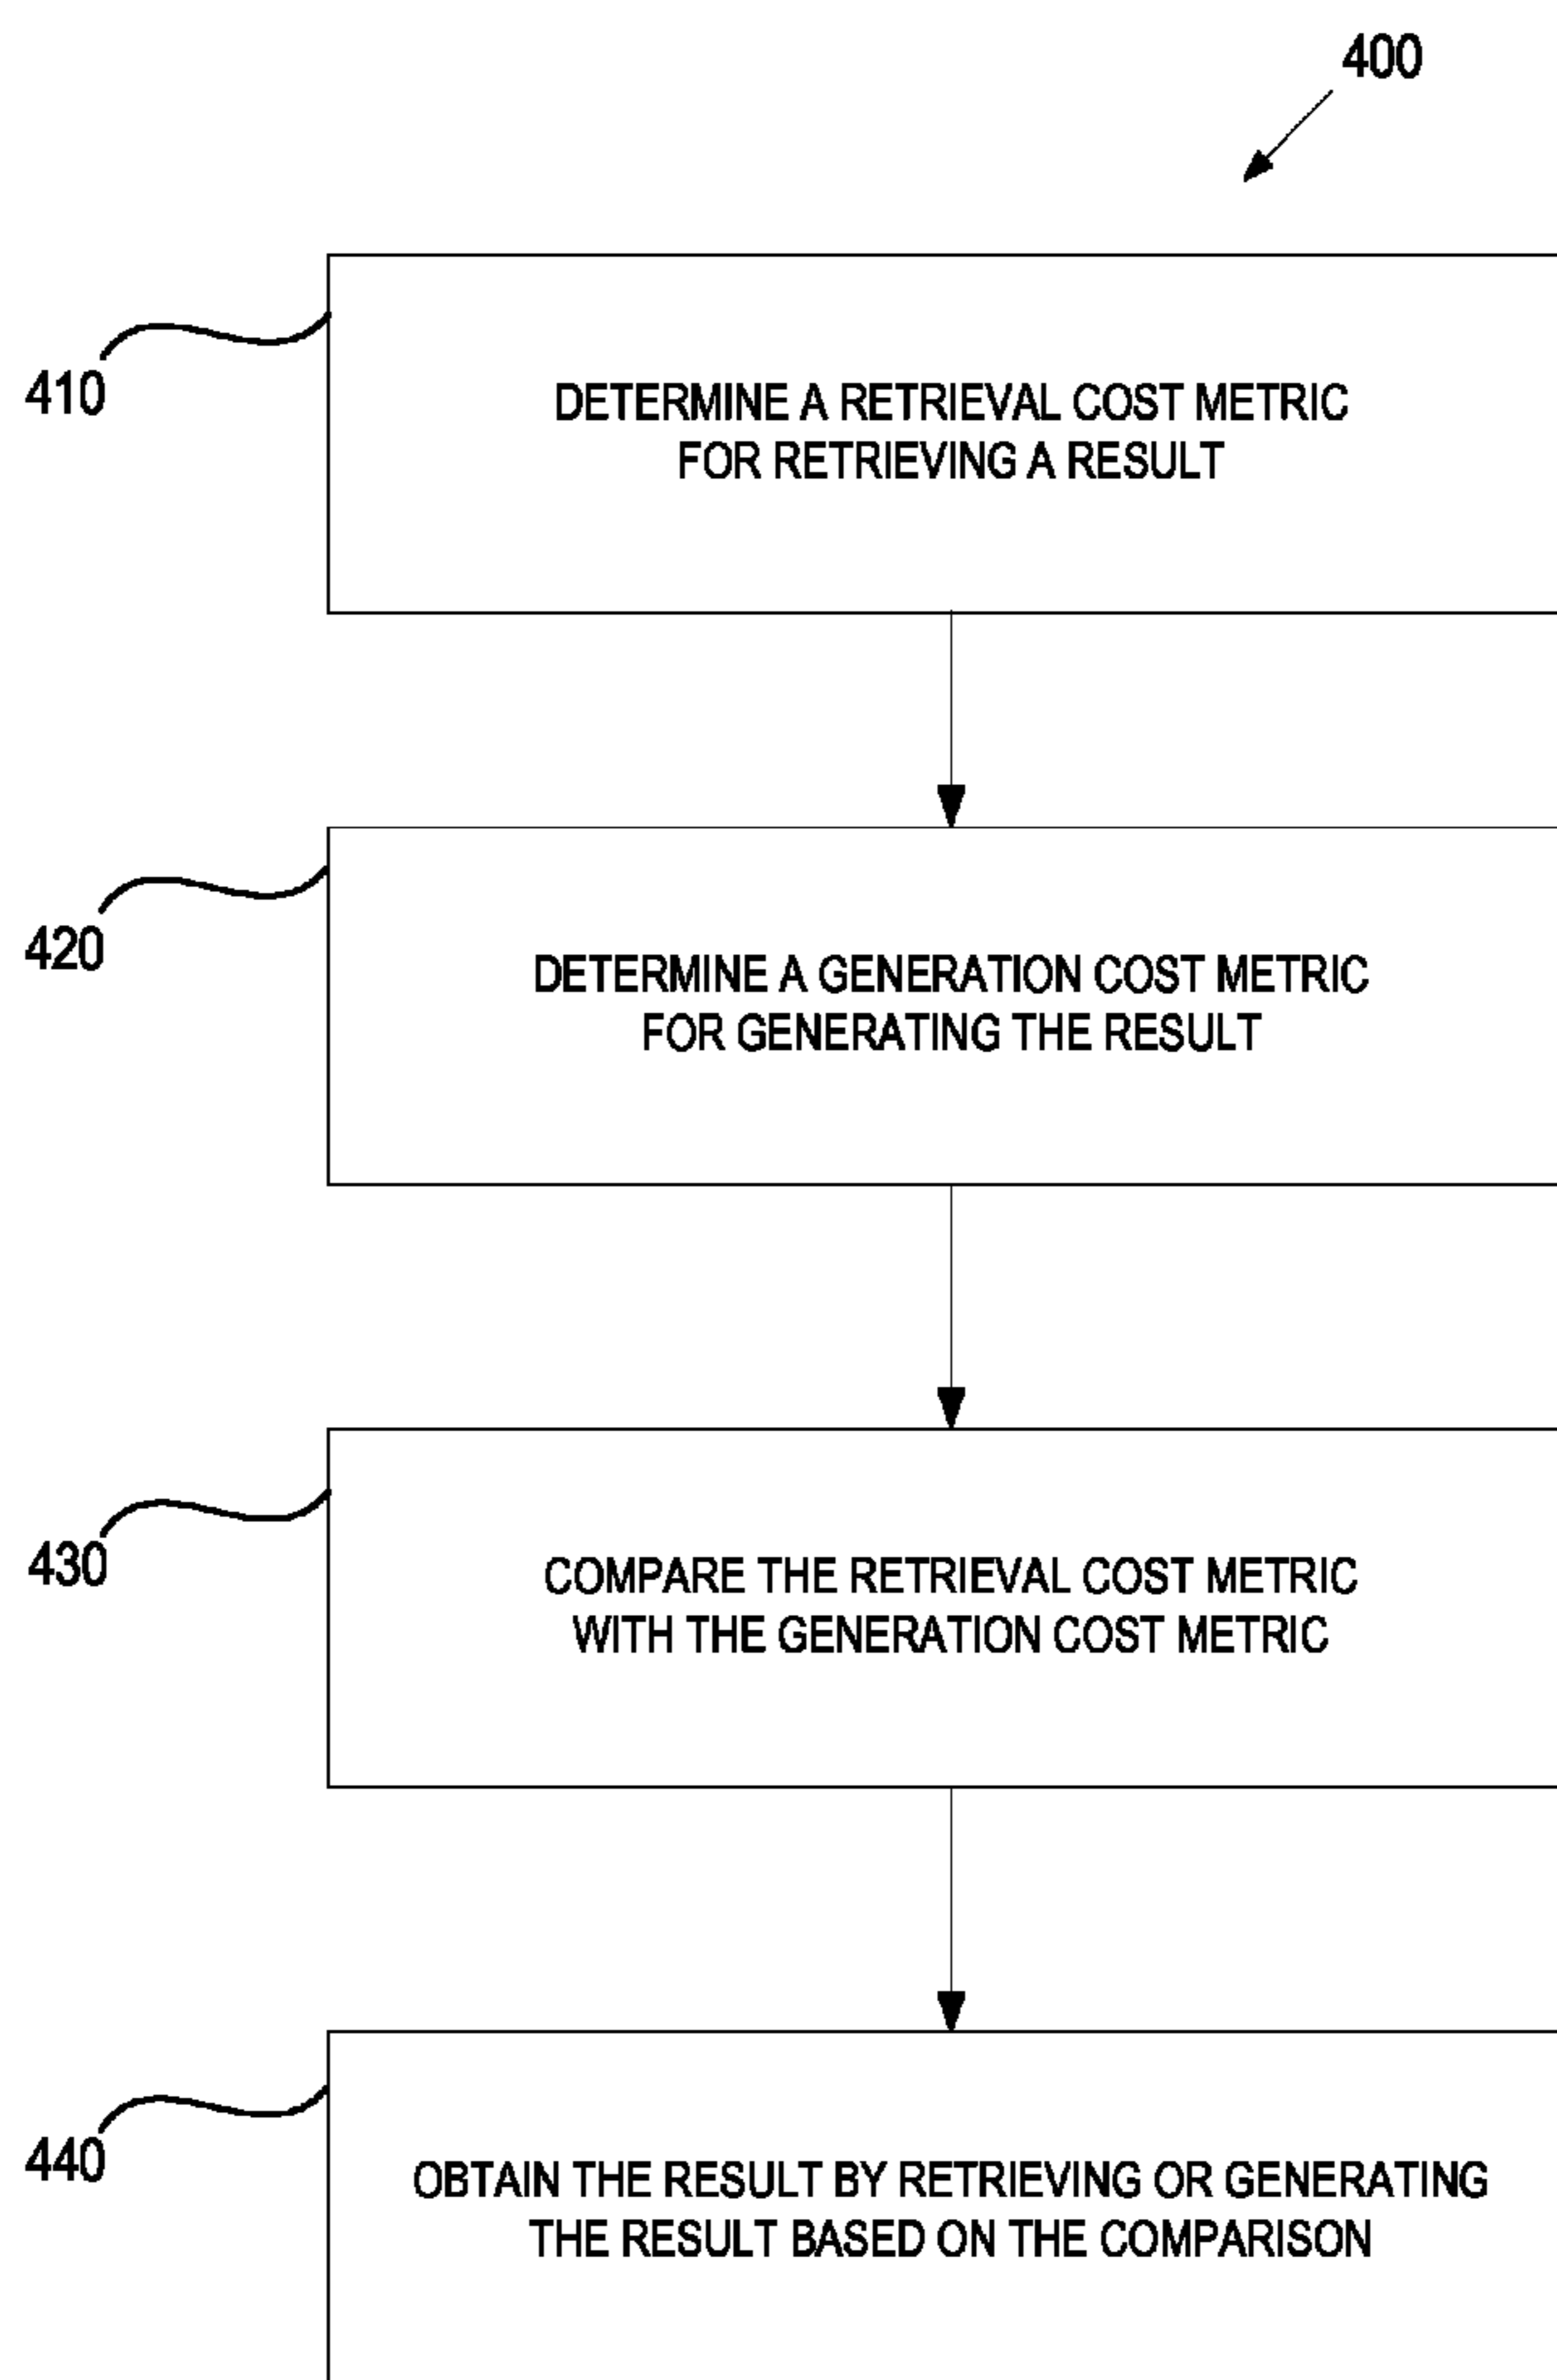 400
410
DETERMINE A RETRIEVAL COST METRIC
FOR RETRIEVING A RESULT
420
DETERMINE A GENERATION COST METRIC
FOR GENERATING THE RESULT
430
COMPARE THE RETRIEVAL COST METRIC
WITH THE GENERATION COST METRIC
440
OBTAIN THE RESULT BY RETRIEVING OR GENERATING
THE RESULT BASED ON THE COMPARISON